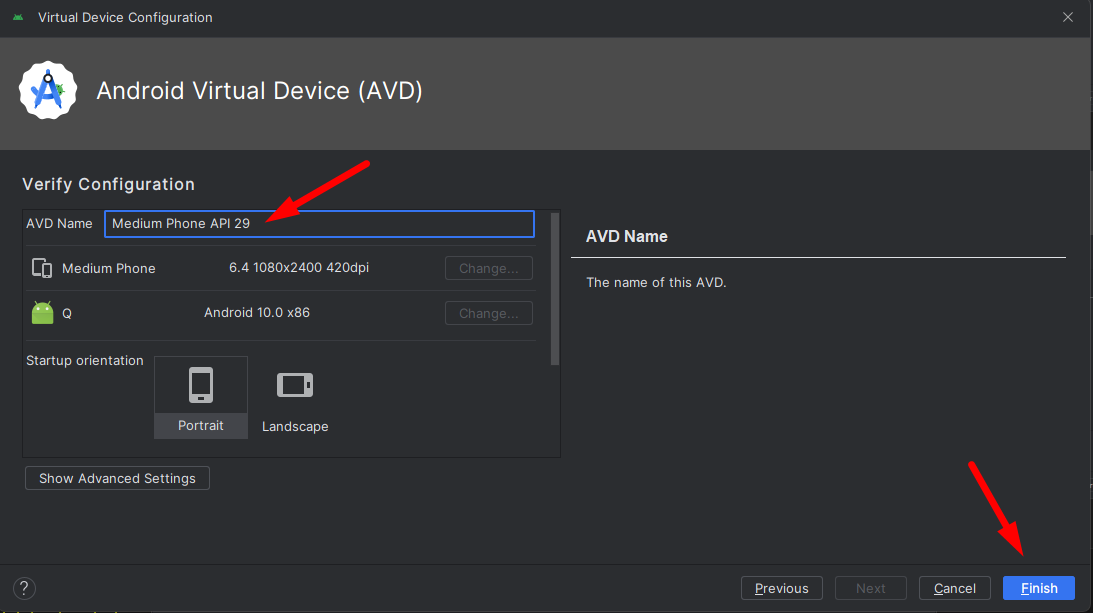 Virtual Device Configuration
Android Virtual Device (AVD)
Verify Configuration
AVD Name Medium Phone API 29
Medium Phone 6.4 1080x2400 420dpi Change...
Q Android 10.0 x86 Change...
Startup orientation
Portrait Landscape
Show Advanced Settings
AVD Name
The name of this AVD.
? Previous Next Cancel Finish